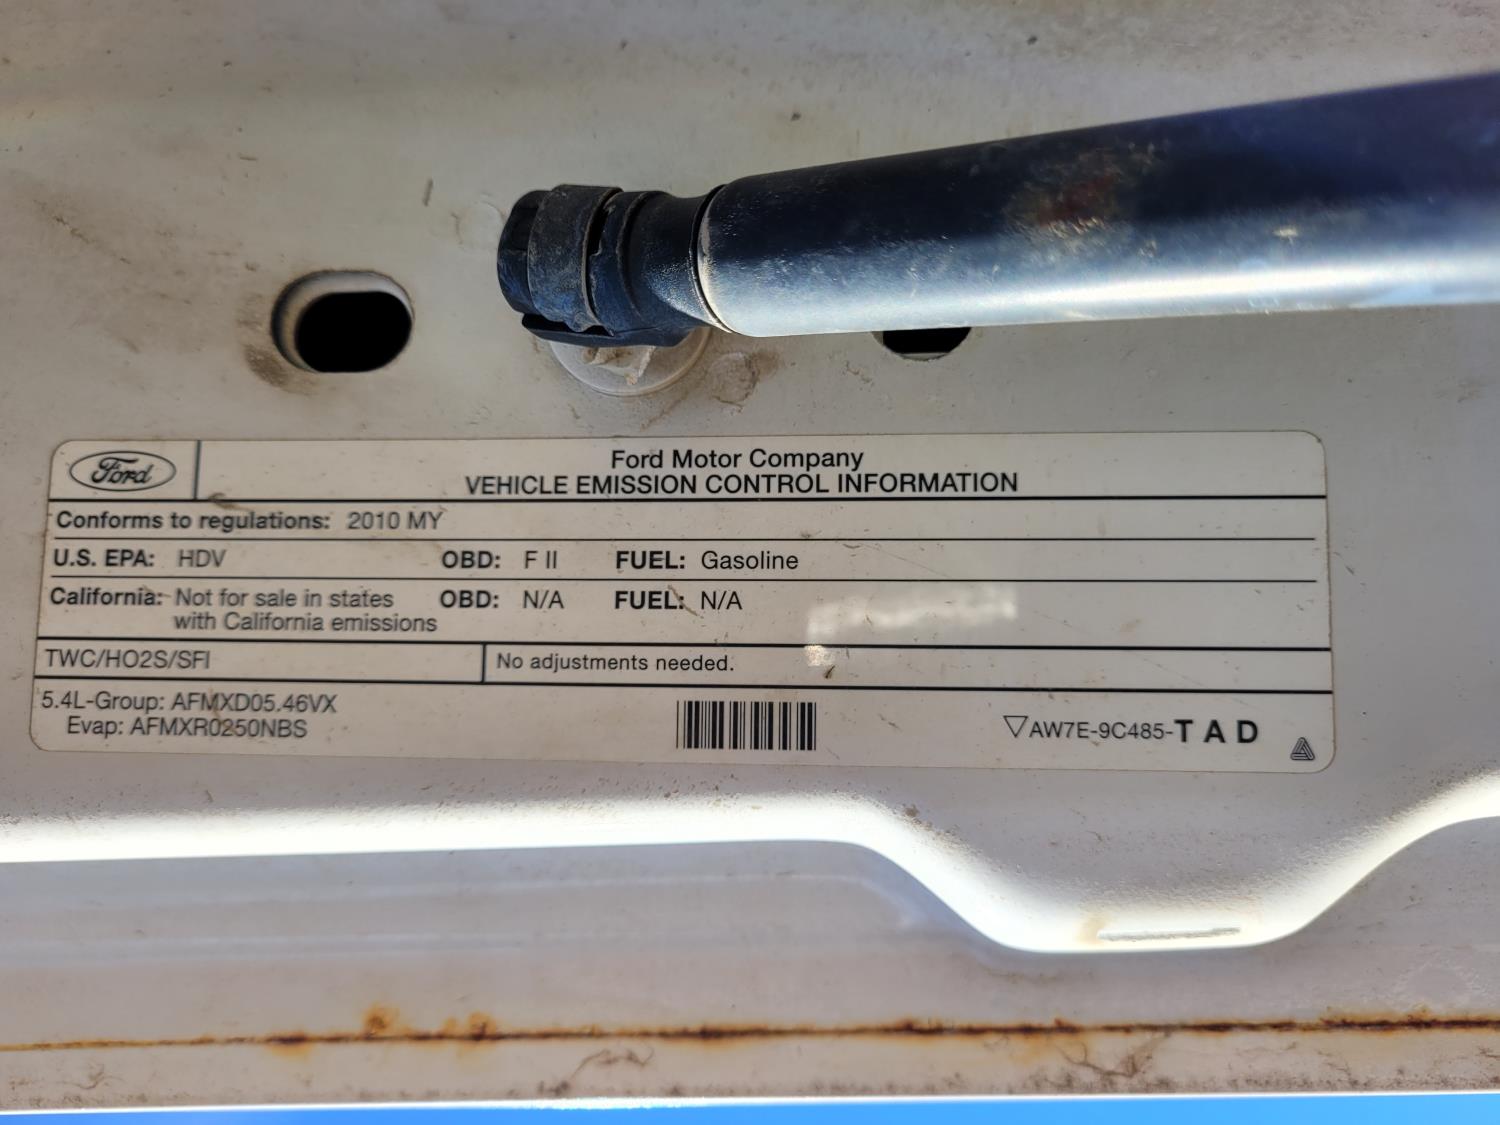 Ford
Ford Motor Company
VEHICLE EMISSION CONTROL INFORMATION
Conforms to regulations: 2010 MY
U.S. EPA: HDV OBD: F II FUEL: Gasoline
California: Not for sale in states with California emissions OBD: N/A FUEL: N/A
TWC/HO2S/SFI No adjustments needed.
5.4L-Group: AFMXD05.46VX
Evap: AFMXR0250NBS
AW7E-9C485-TAD